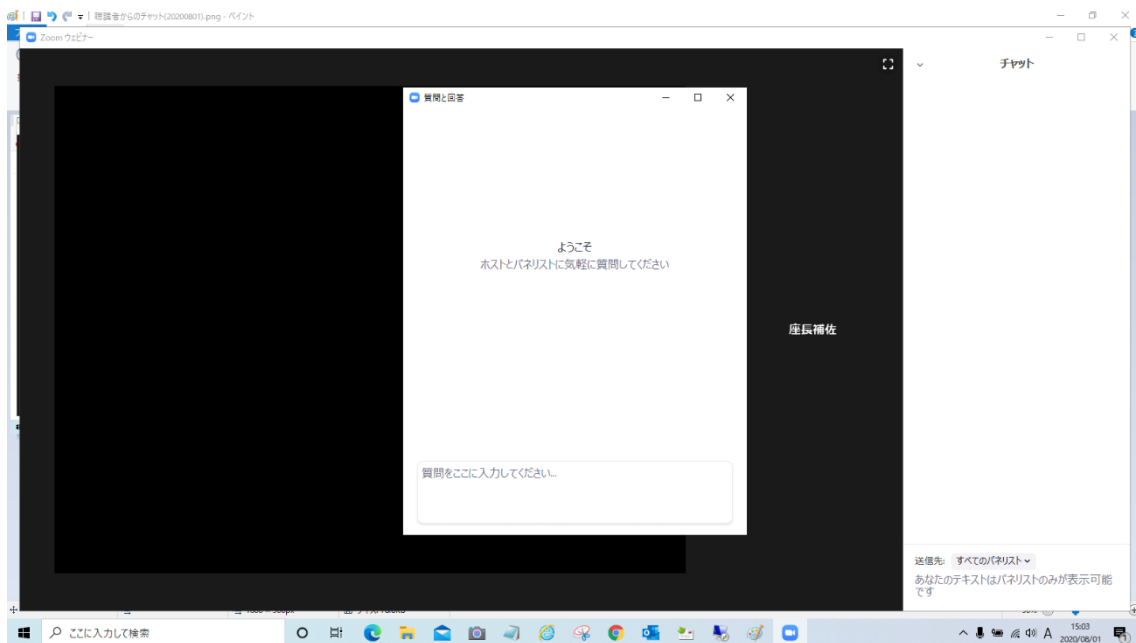 聴講者からのチャット(20200801).png - ペイント
Zoom ウェビナー
チャット
質問と回答
ようこそ
ホストとパネリストに気軽に質問してください
座長補佐
質問をここに入力してください...
送信先: すべてのパネリスト
あなたのテキストはパネリストのみが表示可能
です
ここに入力して検索
A
15:03
2020/08/01